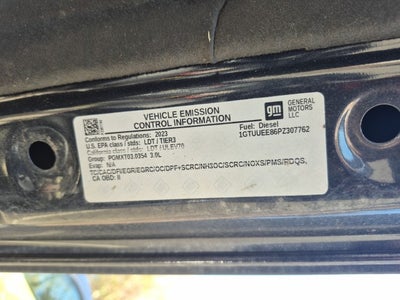 VEHICLE EMISSION
CONTROL INFORMATION
gm
GENERAL
MOTORS
LLC
Conforms to Regulations: 2023
U.S. EPA class / stds: LDT / TIER3
California class / stds: LDT / ULEV70
Group: PGMXT03.0354 3.0L
Evap: N/A
Fuel: Diesel
1GTUUEE86PZ307762
TC/CAC/DFI/EGR/EGRC/OC/DPF+SCRC/NH3OC/SCRC/NOXS/PMS/RDQS,
CA OBD: II